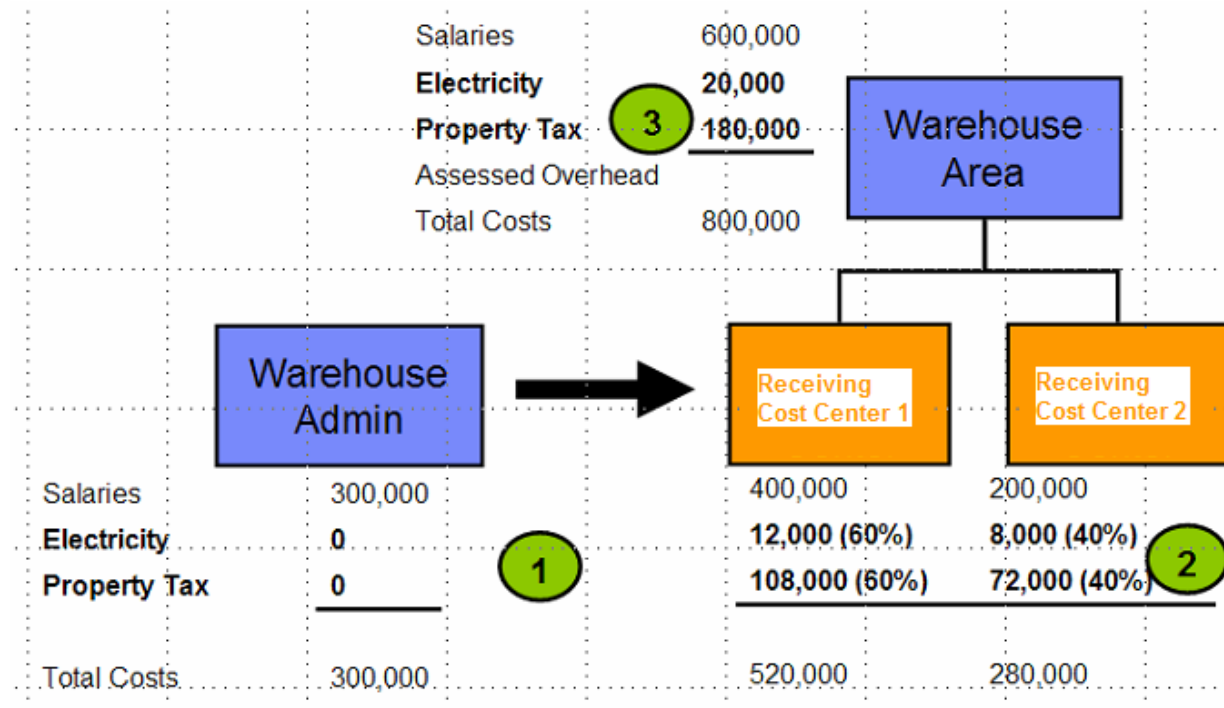 Salaries 600,000
Electricity 20,000
Property Tax 3 180,000
Assessed Overhead
Total Costs 800,000
Warehouse
Area
Warehouse
Admin
Receiving
Cost Center 1
Receiving
Cost Center 2
Salaries 300,000 400,000 200,000
Electricity 0 12,000 (60%) 8,000 (40%)
1 2
Property Tax 0 108,000 (60%) 72,000 (40%)
Total Costs 300,000 520,000 280,000